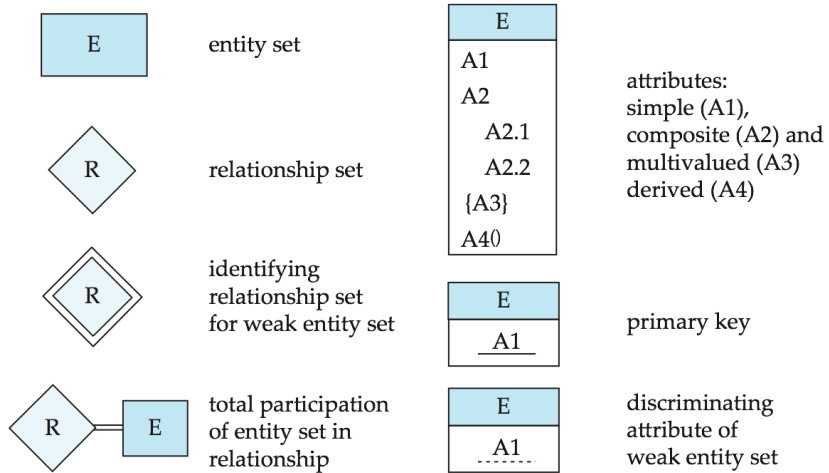 E
entity set
R
relationship set
R
identifying
relationship set
for weak entity set
R
E
total participation
of entity set in
relationship
E
A1
A2
A2.1
A2.2
{A3}
A4()
attributes:
simple (A1),
composite (A2) and
multivalued (A3)
derived (A4)
E
A1
primary key
E
A1
discriminating
attribute of
weak entity set